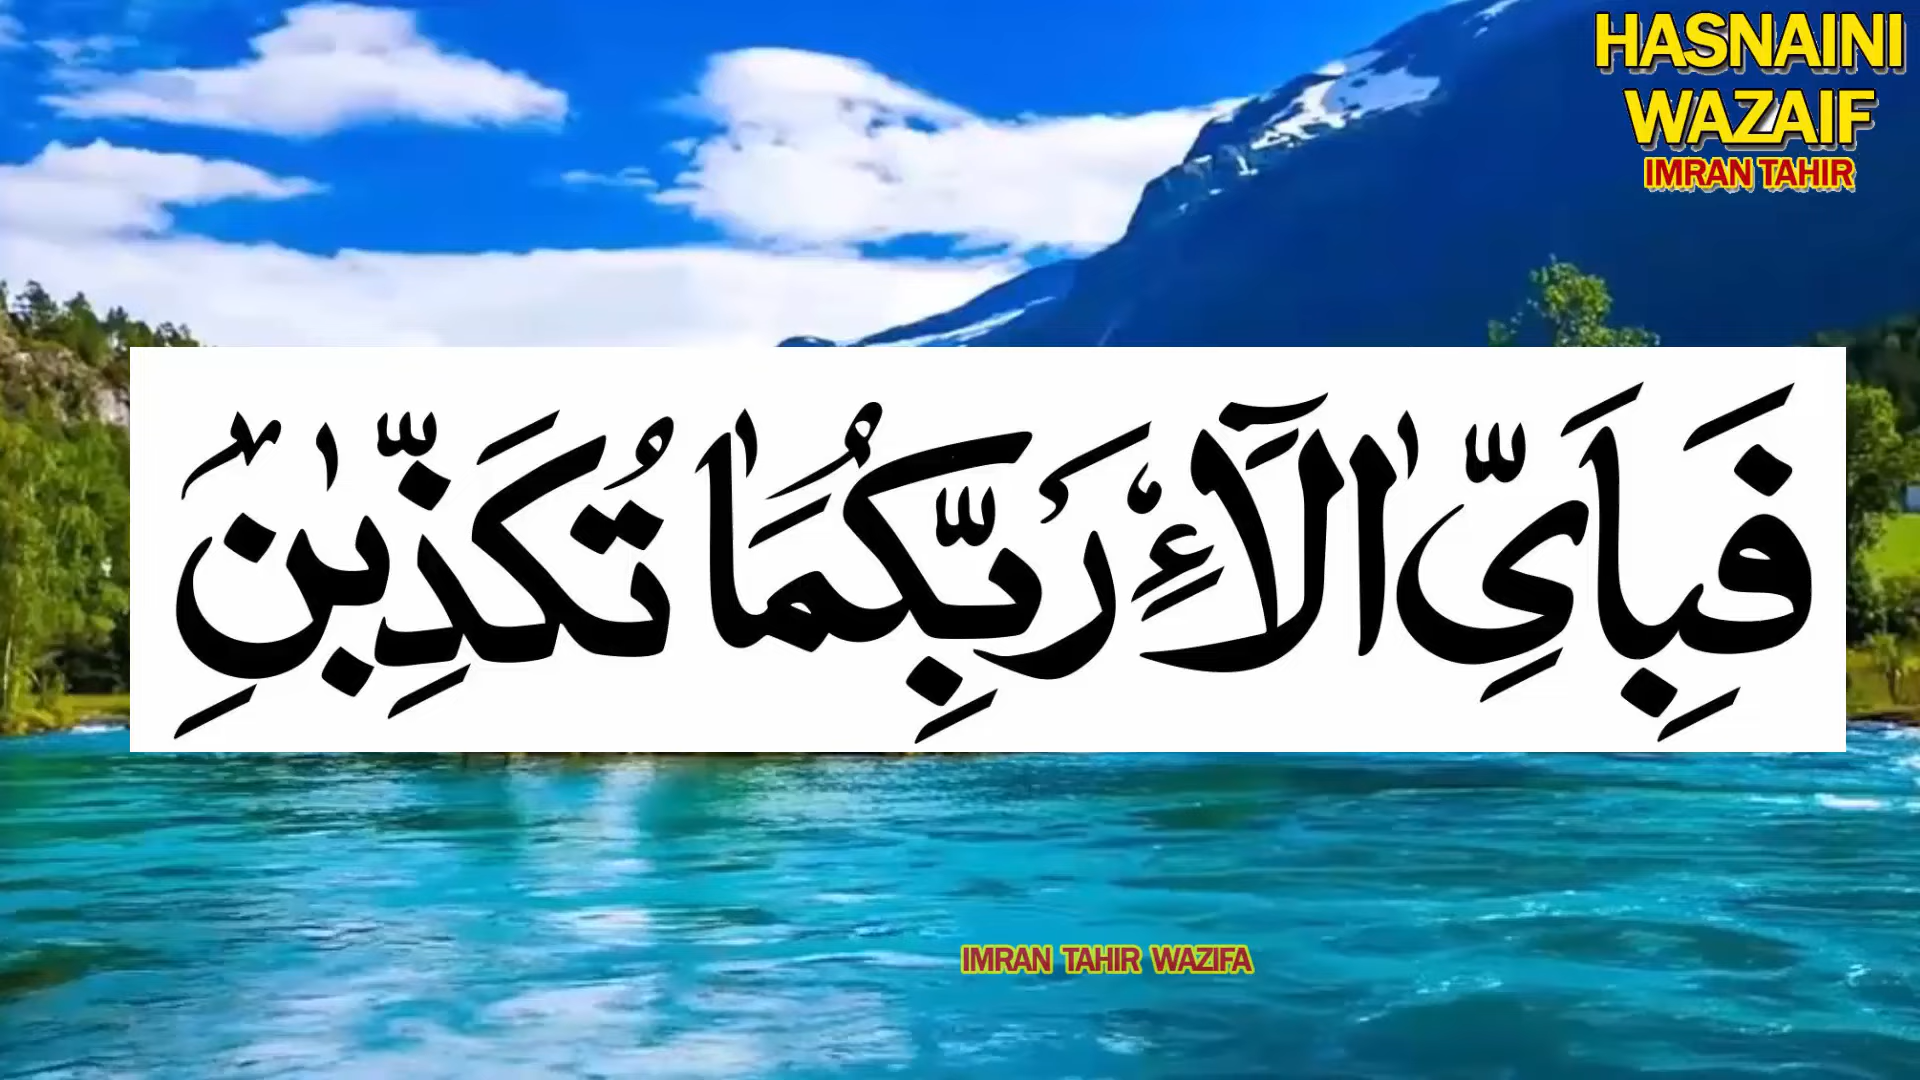 HASNAINI
WAZAIF
IMRAN TAHIR
فَبِاَىِّ اٰلَآءِ رَبِّكُمَا تُكَذِّبٰنِ
IMRAN TAHIR WAZIFA